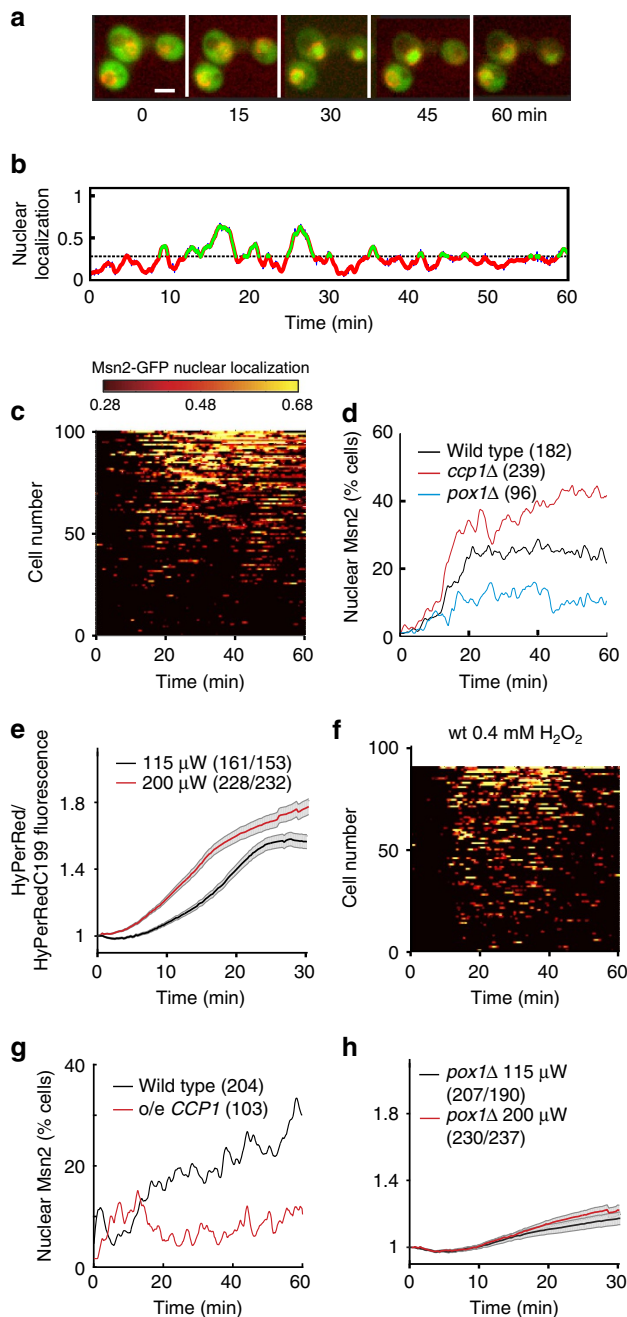 a
0 15 30 45 60 min
b
Nuclear
localization
1
0.5
0
0 10 20 30 40 50 60
Time (min)
Msn2-GFP nuclear localization
0.28 0.48 0.68
c
Cell number
100
50
0
0 20 40 60
Time (min)
d
Nuclear Msn2 (% cells)
60
40
20
0
Wild type (182)
ccp1Δ (239)
pox1Δ (96)
0 20 40 60
Time (min)
e
HyPerRed/
HyPerRedC199 fluorescence
1.8
1.4
1
115 μW (161/153)
200 μW (228/232)
0 10 20 30
Time (min)
f
wt 0.4 mM H₂O₂
Cell number
100
50
0
0 20 40 60
Time (min)
g
Nuclear Msn2 (% cells)
40
20
0
Wild type (204)
o/e CCP1 (103)
0 20 40 60
Time (min)
h
1.8
1.4
1
pox1Δ 115 μW
(207/190)
pox1Δ 200 μW
(230/237)
0 10 20 30
Time (min)